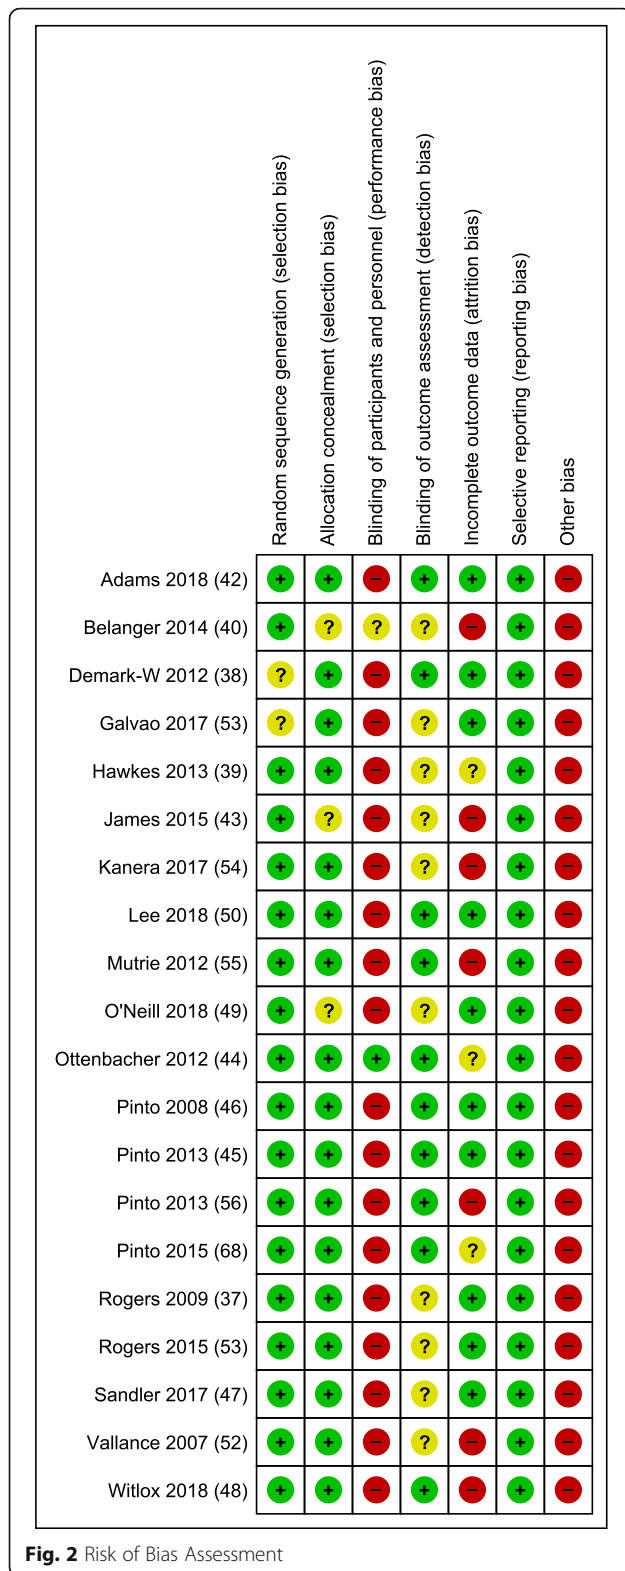 Random sequence generation (selection bias)
Allocation concealment (selection bias)
Blinding of participants and personnel (performance bias)
Blinding of outcome assessment (detection bias)
Incomplete outcome data (attrition bias)
Selective reporting (reporting bias)
Other bias
Adams 2018 (42) + + − + + + −
Belanger 2014 (40) + ? ? ? − + −
Demark-W 2012 (38) ? + − + + + −
Galvao 2017 (53) ? + − ? + + −
Hawkes 2013 (39) + + − ? ? + −
James 2015 (43) + ? − ? − + −
Kanera 2017 (54) + + − ? − + −
Lee 2018 (50) + + − + + + −
Mutrie 2012 (55) + + − + − + −
O'Neill 2018 (49) + ? − ? + + −
Ottenbacher 2012 (44) + + + + ? + −
Pinto 2008 (46) + + − + + + −
Pinto 2013 (45) + + − + + + −
Pinto 2013 (56) + + − + − + −
Pinto 2015 (68) + + − + ? + −
Rogers 2009 (37) + + − ? + + −
Rogers 2015 (53) + + − ? + + −
Sandler 2017 (47) + + − ? + + −
Vallance 2007 (52) + + − ? − + −
Witlox 2018 (48) + + − + − + −
Fig. 2 Risk of Bias Assessment